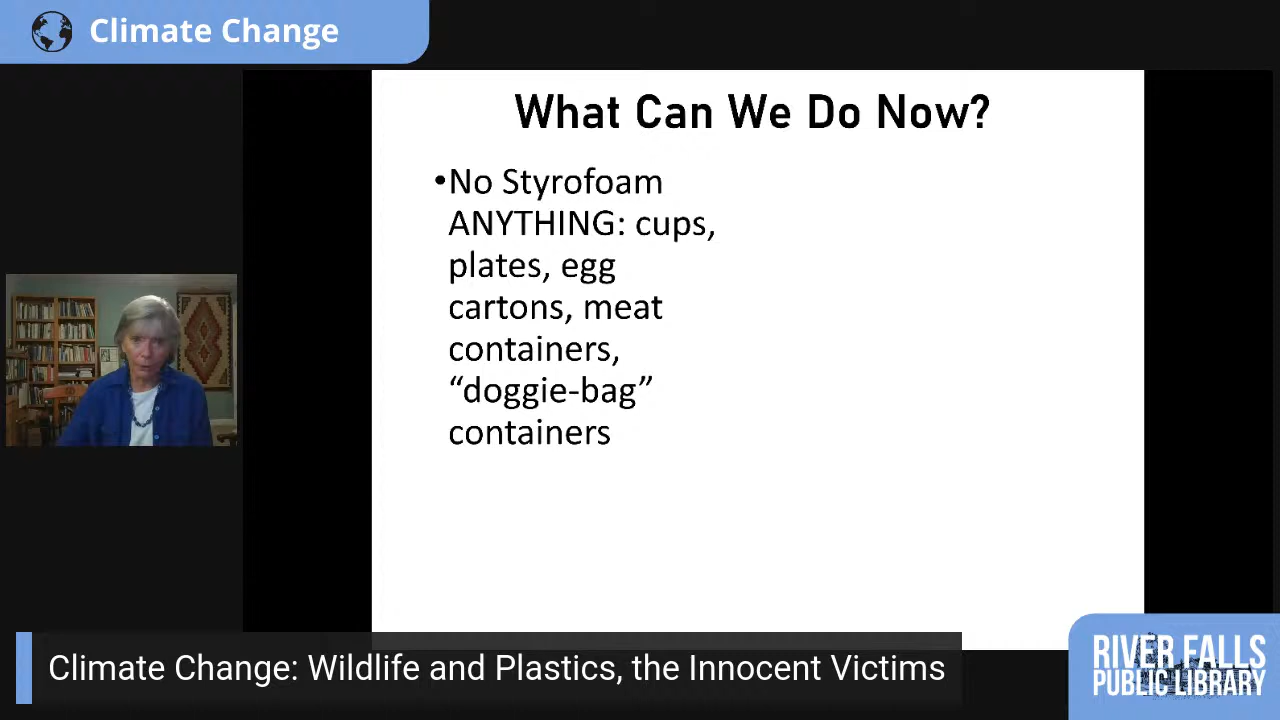 Climate Change
What Can We Do Now?
•No Styrofoam
ANYTHING: cups,
plates, egg
cartons, meat
containers,
“doggie-bag”
containers
Climate Change: Wildlife and Plastics, the Innocent Victims
RIVER FALLS
PUBLIC LIBRARY